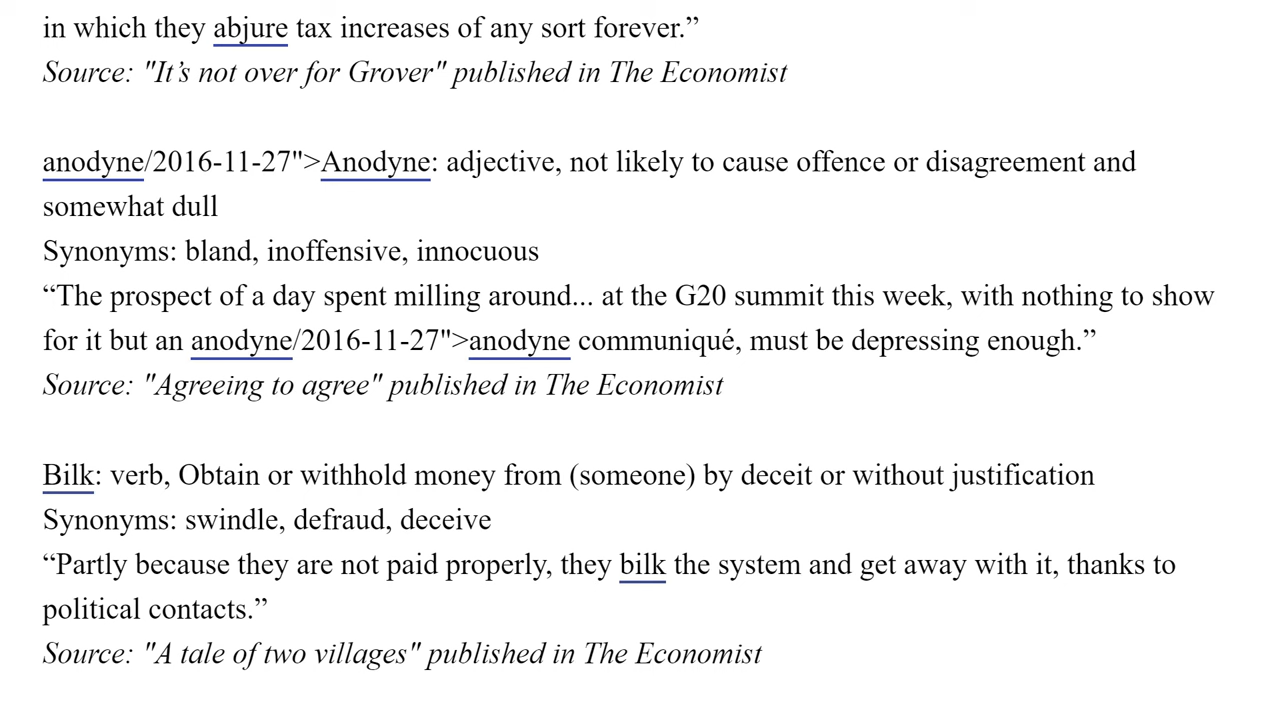 in which they abjure tax increases of any sort forever.”
Source: "It’s not over for Grover" published in The Economist
anodyne/2016-11-27">Anodyne: adjective, not likely to cause offence or disagreement and
somewhat dull
Synonyms: bland, inoffensive, innocuous
“The prospect of a day spent milling around... at the G20 summit this week, with nothing to show
for it but an anodyne/2016-11-27">anodyne communiqué, must be depressing enough.”
Source: "Agreeing to agree" published in The Economist
Bilk: verb, Obtain or withhold money from (someone) by deceit or without justification
Synonyms: swindle, defraud, deceive
“Partly because they are not paid properly, they bilk the system and get away with it, thanks to
political contacts.”
Source: "A tale of two villages" published in The Economist